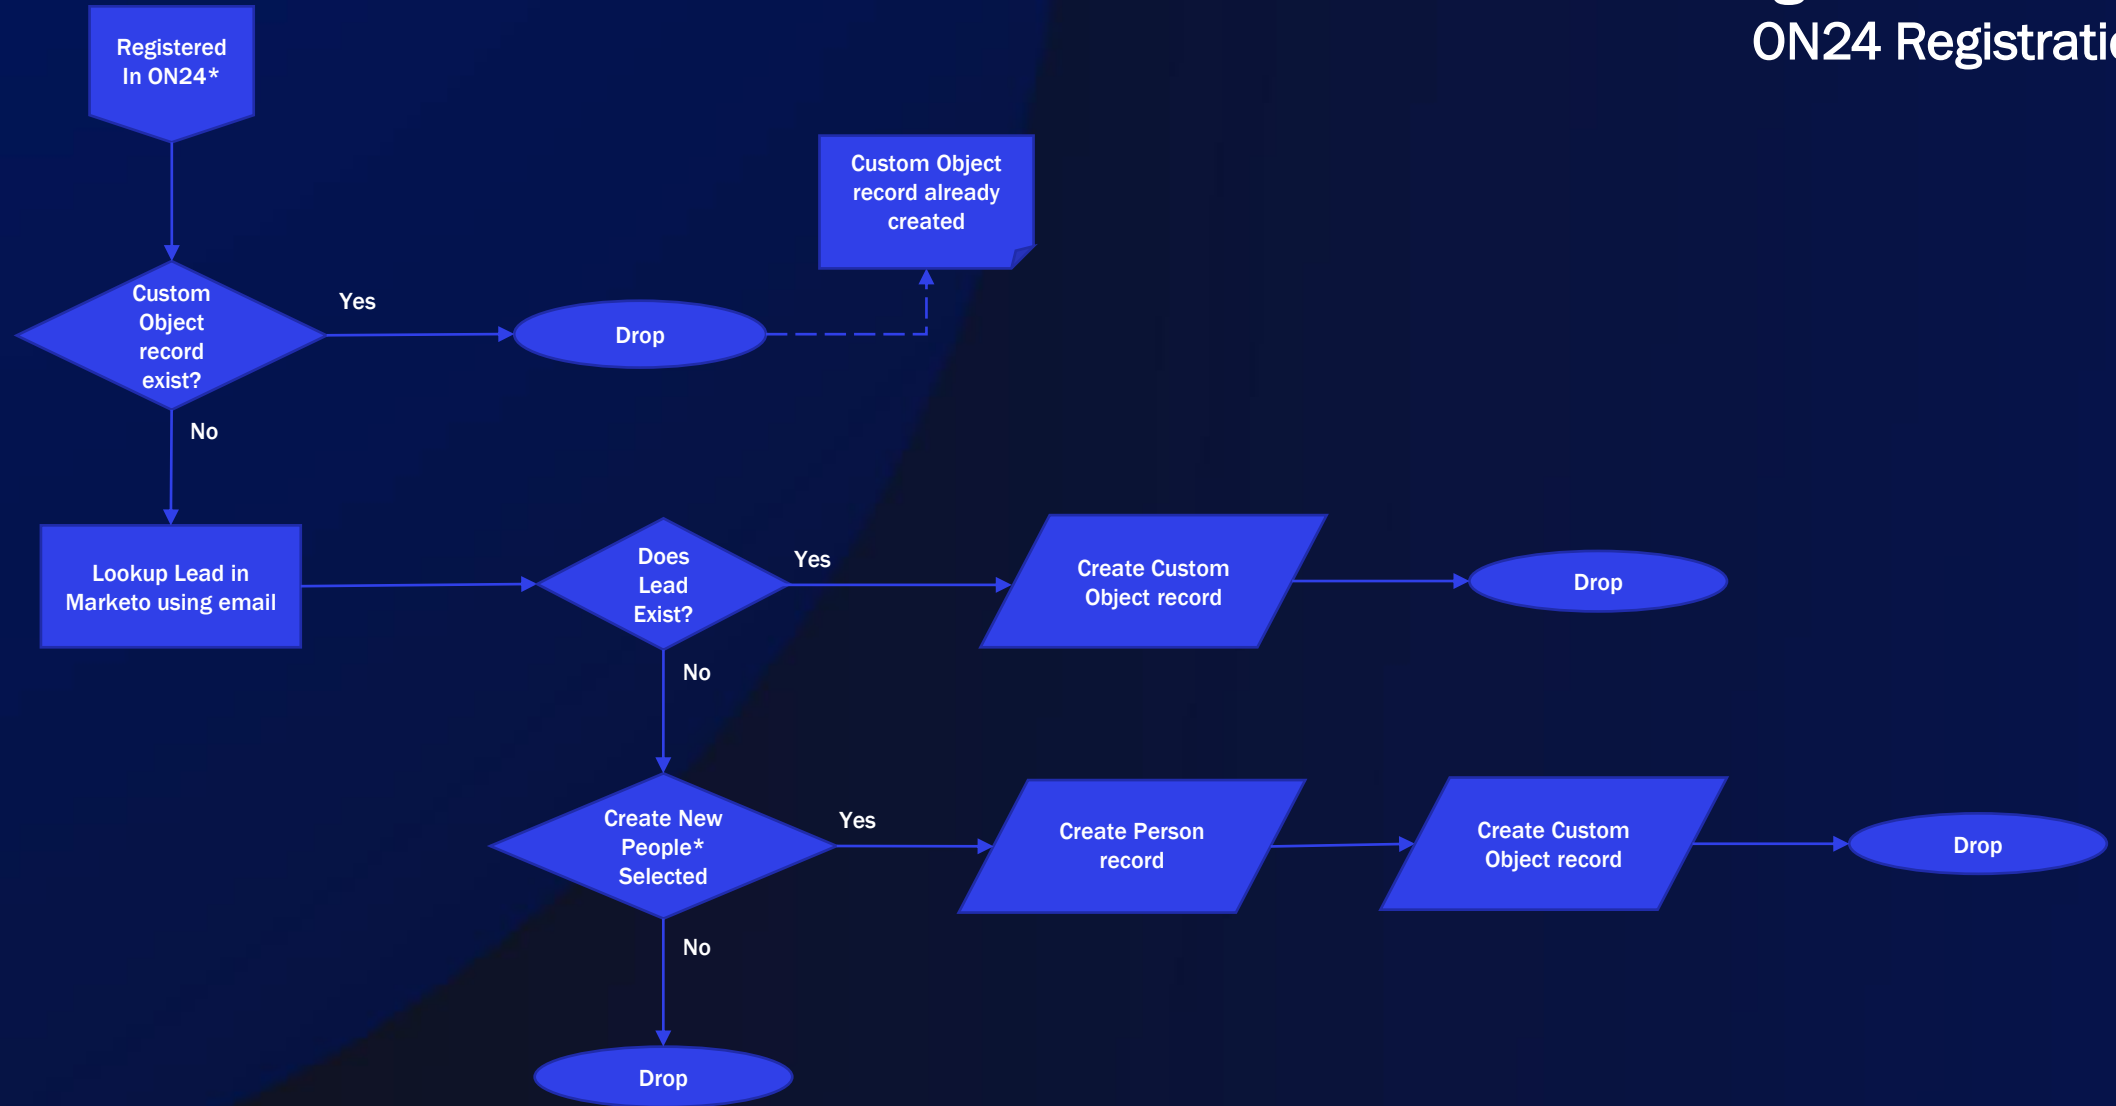 ON24
Registered
In ON24*
Custom Object
record already
created
Custom
Object
record
exist?
Yes
Drop
No
Lookup Lead in
Marketo using email
Does
Lead
Exist?
Yes
Create Custom
Object record
Drop
No
Create New
People*
Selected
Yes
Create Person
record
Create Custom
Object record
Drop
No
Drop